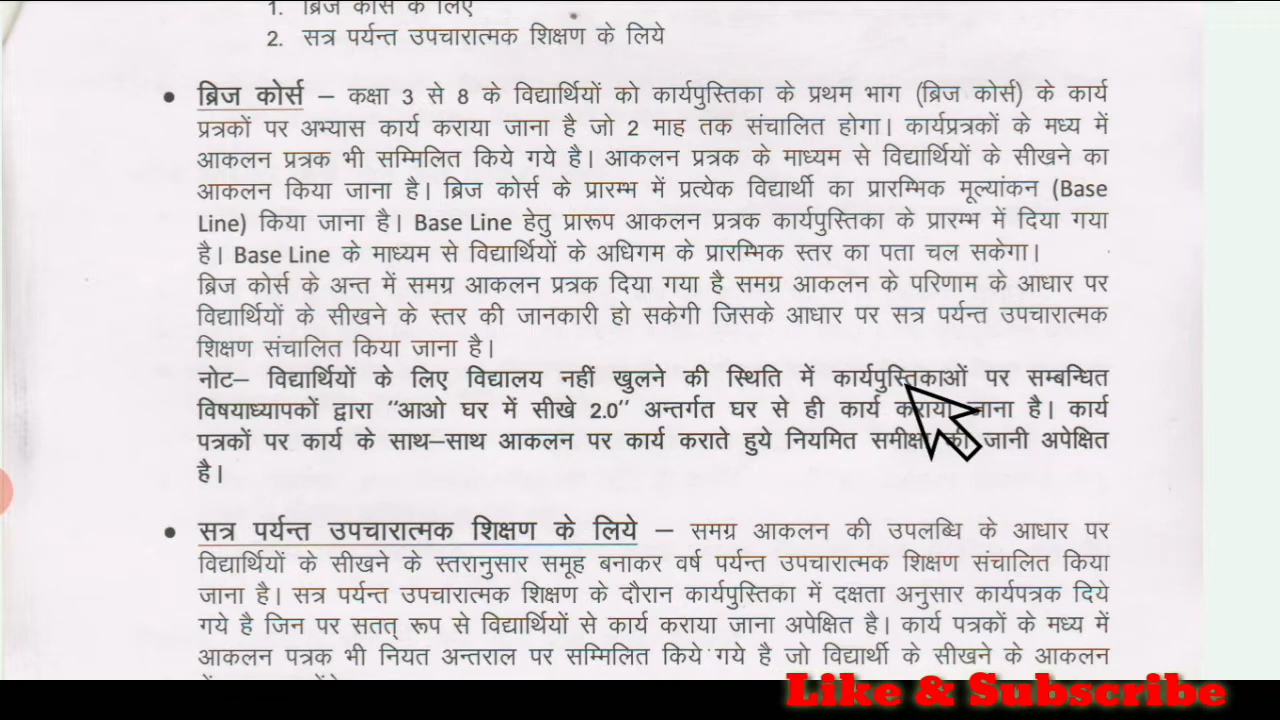 1. ब्रिज कोर्स के लिए
2. सत्र पर्यन्त उपचारात्मक शिक्षण के लिये
• ब्रिज कोर्स – कक्षा 3 से 8 के विद्यार्थियों को कार्यपुस्तिका के प्रथम भाग (ब्रिज कोर्स) के कार्य
प्रत्रकों पर अभ्यास कार्य कराया जाना है जो 2 माह तक संचालित होगा। कार्यप्रत्रकों के मध्य में
आकलन प्रत्रक भी सम्मिलित किये गये है। आकलन प्रत्रक के माध्यम से विद्यार्थियों के सीखने का
आकलन किया जाना है। ब्रिज कोर्स के प्रारम्भ में प्रत्येक विद्यार्थी का प्रारम्भिक मूल्यांकन (Base
Line) किया जाना है। Base Line हेतु प्रारूप आकलन प्रत्रक कार्यपुस्तिका के प्रारम्भ में दिया गया
है। Base Line के माध्यम से विद्यार्थियों के अधिगम के प्रारम्भिक स्तर का पता चल सकेगा।
ब्रिज कोर्स के अन्त में समग्र आकलन प्रत्रक दिया गया है समग्र आकलन के परिणाम के आधार पर
विद्यार्थियों के सीखने के स्तर की जानकारी हो सकेगी जिसके आधार पर सत्र पर्यन्त उपचारात्मक
शिक्षण संचालित किया जाना है।
नोट– विद्यार्थियों के लिए विद्यालय नहीं खुलने की स्थिति में कार्यपुस्तिकाओं पर सम्बन्धित
विषयाध्यापकों द्वारा "आओ घर में सीखे 2.0" अन्तर्गत घर से ही कार्य कराया जाना है। कार्य
पत्रकों पर कार्य के साथ–साथ आकलन पर कार्य कराते हुये नियमित समीक्षा की जानी अपेक्षित
है।
• सत्र पर्यन्त उपचारात्मक शिक्षण के लिये – समग्र आकलन की उपलब्धि के आधार पर
विद्यार्थियों के सीखने के स्तरानुसार समूह बनाकर वर्ष पर्यन्त उपचारात्मक शिक्षण संचालित किया
जाना है। सत्र पर्यन्त उपचारात्मक शिक्षण के दौरान कार्यपुस्तिका में दक्षता अनुसार कार्यपत्रक दिये
गये है जिन पर सतत् रूप से विद्यार्थियों से कार्य कराया जाना अपेक्षित है। कार्य पत्रकों के मध्य में
आकलन पत्रक भी नियत अन्तराल पर सम्मिलित किये गये है जो विद्यार्थी के सीखने के आकलन
Like & Subscribe